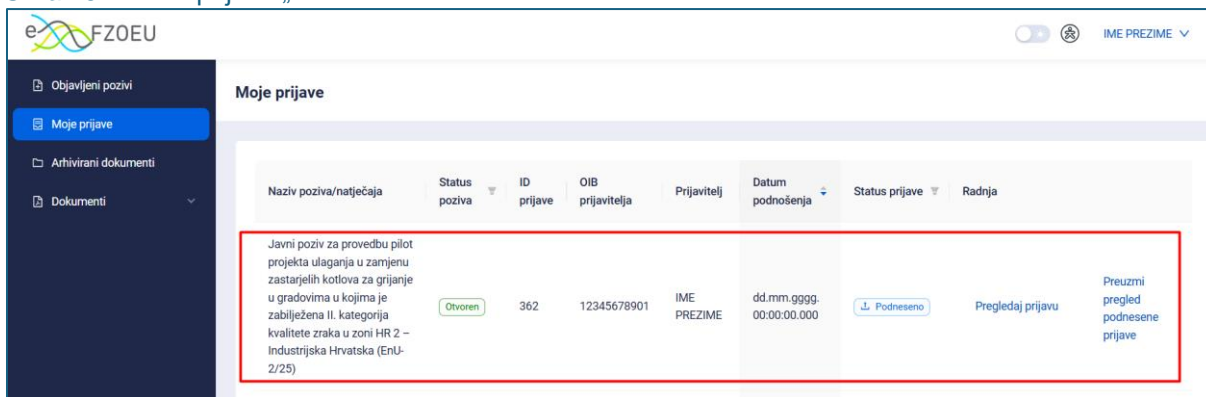 eFZOEU
IME PREZIME
Objavljeni pozivi
Moje prijave
Arhivirani dokumenti
Dokumenti
Moje prijave
Naziv poziva/natječaja
Status
poziva
ID
prijave
OIB
prijavitelja
Prijavitelj
Datum
podnošenja
Status prijave
Radnja
Javni poziv za provedbu pilot
projekta ulaganja u zamjenu
zastarjelih kotlova za grijanje
u gradovima u kojima je
zabilježena II. kategorija
kvalitete zraka u zoni HR 2 –
Industrijska Hrvatska (EnU-
2/25)
Otvoren
362
12345678901
IME
PREZIME
dd.mm.gggg.
00:00:00.000
Podneseno
Pregledaj prijavu
Preuzmi
pregled
podnesene
prijave